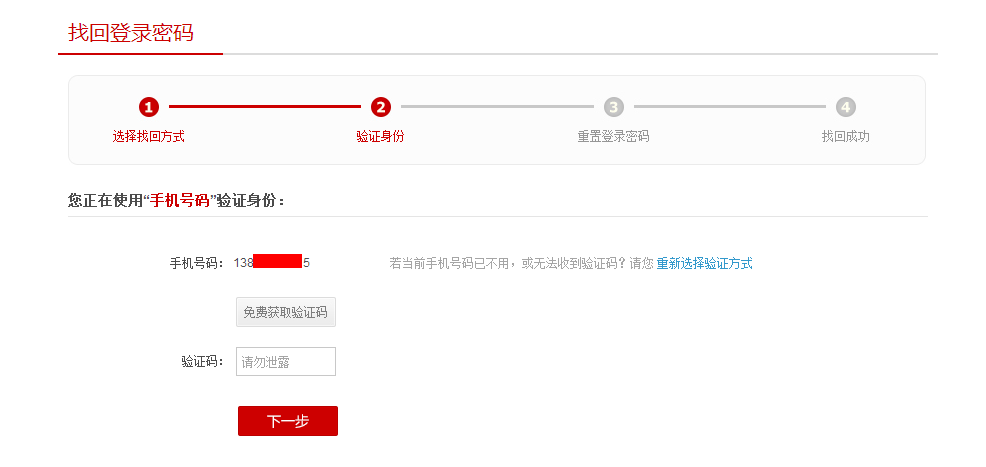 找回登录密码
1 2 3 4
选择找回方式 验证身份 重置登录密码 找回成功
您正在使用“手机号码”验证身份：
手机号码： 138 5 若当前手机号码已不用，或无法收到验证码？请您 重新选择验证方式
免费获取验证码
验证码： 请勿泄露
下一步